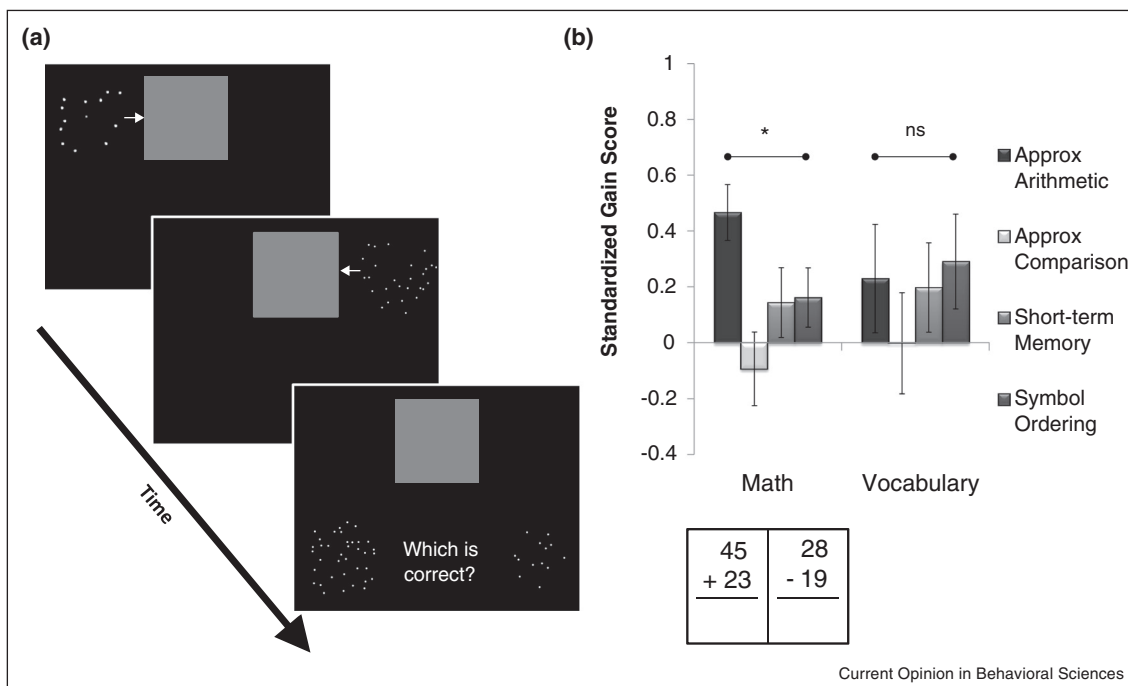 (a)
Which is
correct?
Time
(b)
Standardized Gain Score
1
0.8
0.6
0.4
0.2
0
-0.2
-0.4
*
ns
Math Vocabulary
Approx
Arithmetic
Approx
Comparison
Short-term
Memory
Symbol
Ordering
45
+ 23
28
- 19
Current Opinion in Behavioral Sciences